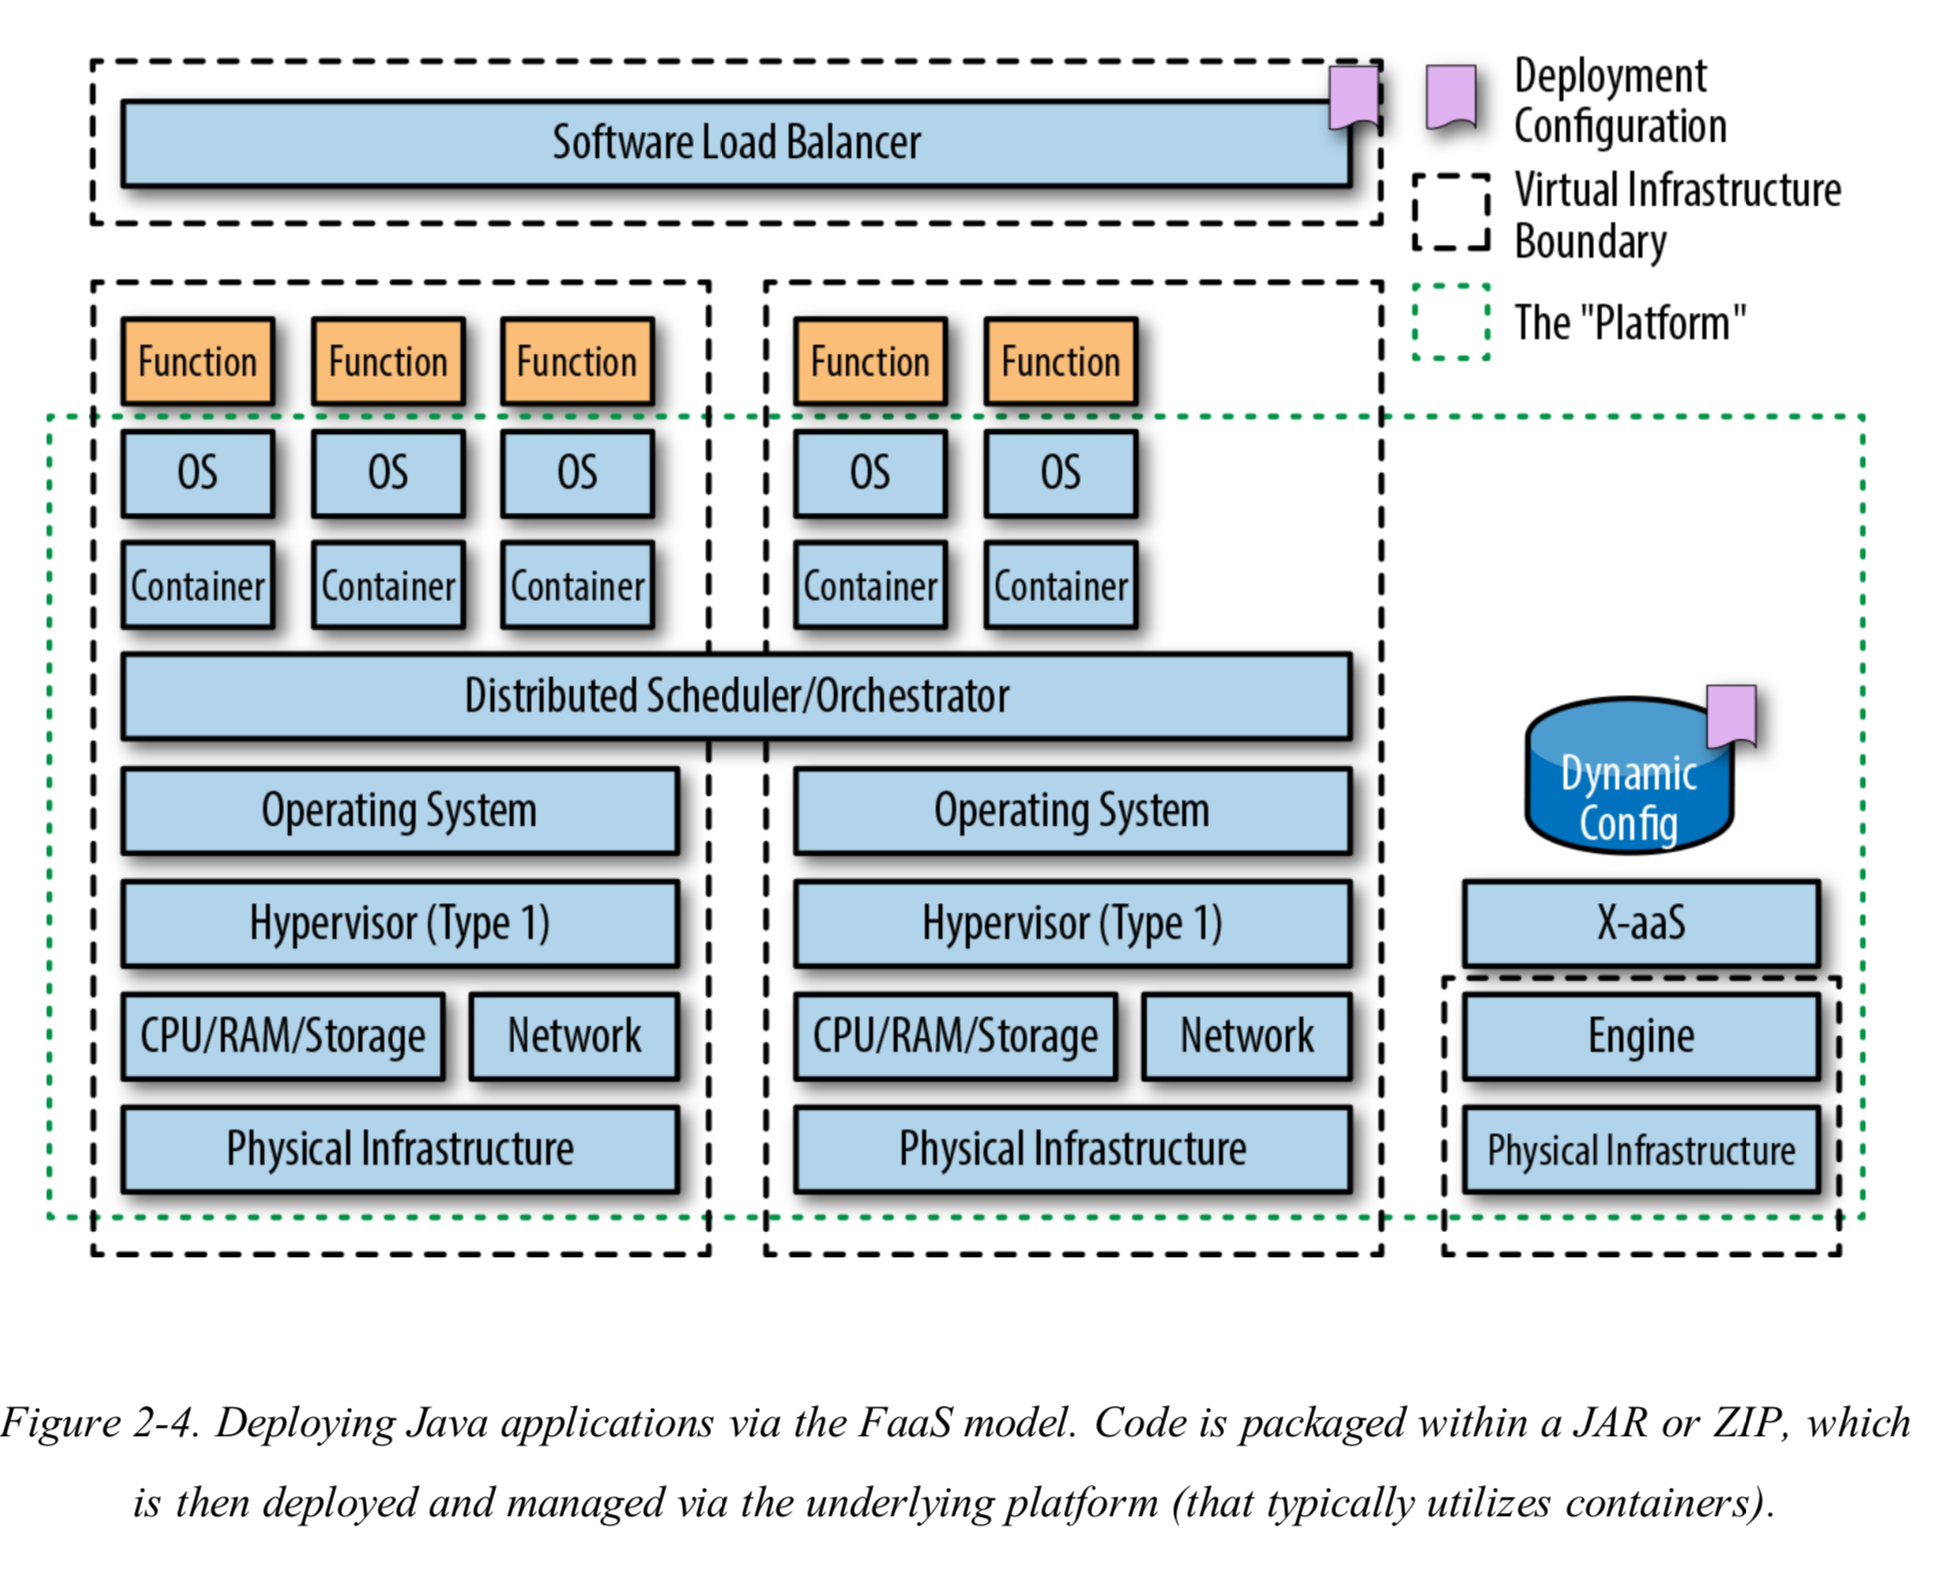 Software Load Balancer
Deployment
Configuration
Virtual Infrastructure
Boundary
The "Platform"
Function Function Function Function Function
OS OS OS OS OS
Container Container Container Container Container
Distributed Scheduler/Orchestrator
Operating System Operating System
Dynamic
Config
Hypervisor (Type 1) Hypervisor (Type 1) X-aaS
CPU/RAM/Storage Network CPU/RAM/Storage Network Engine
Physical Infrastructure Physical Infrastructure Physical Infrastructure
Figure 2-4. Deploying Java applications via the FaaS model. Code is packaged within a JAR or ZIP, which
is then deployed and managed via the underlying platform (that typically utilizes containers).